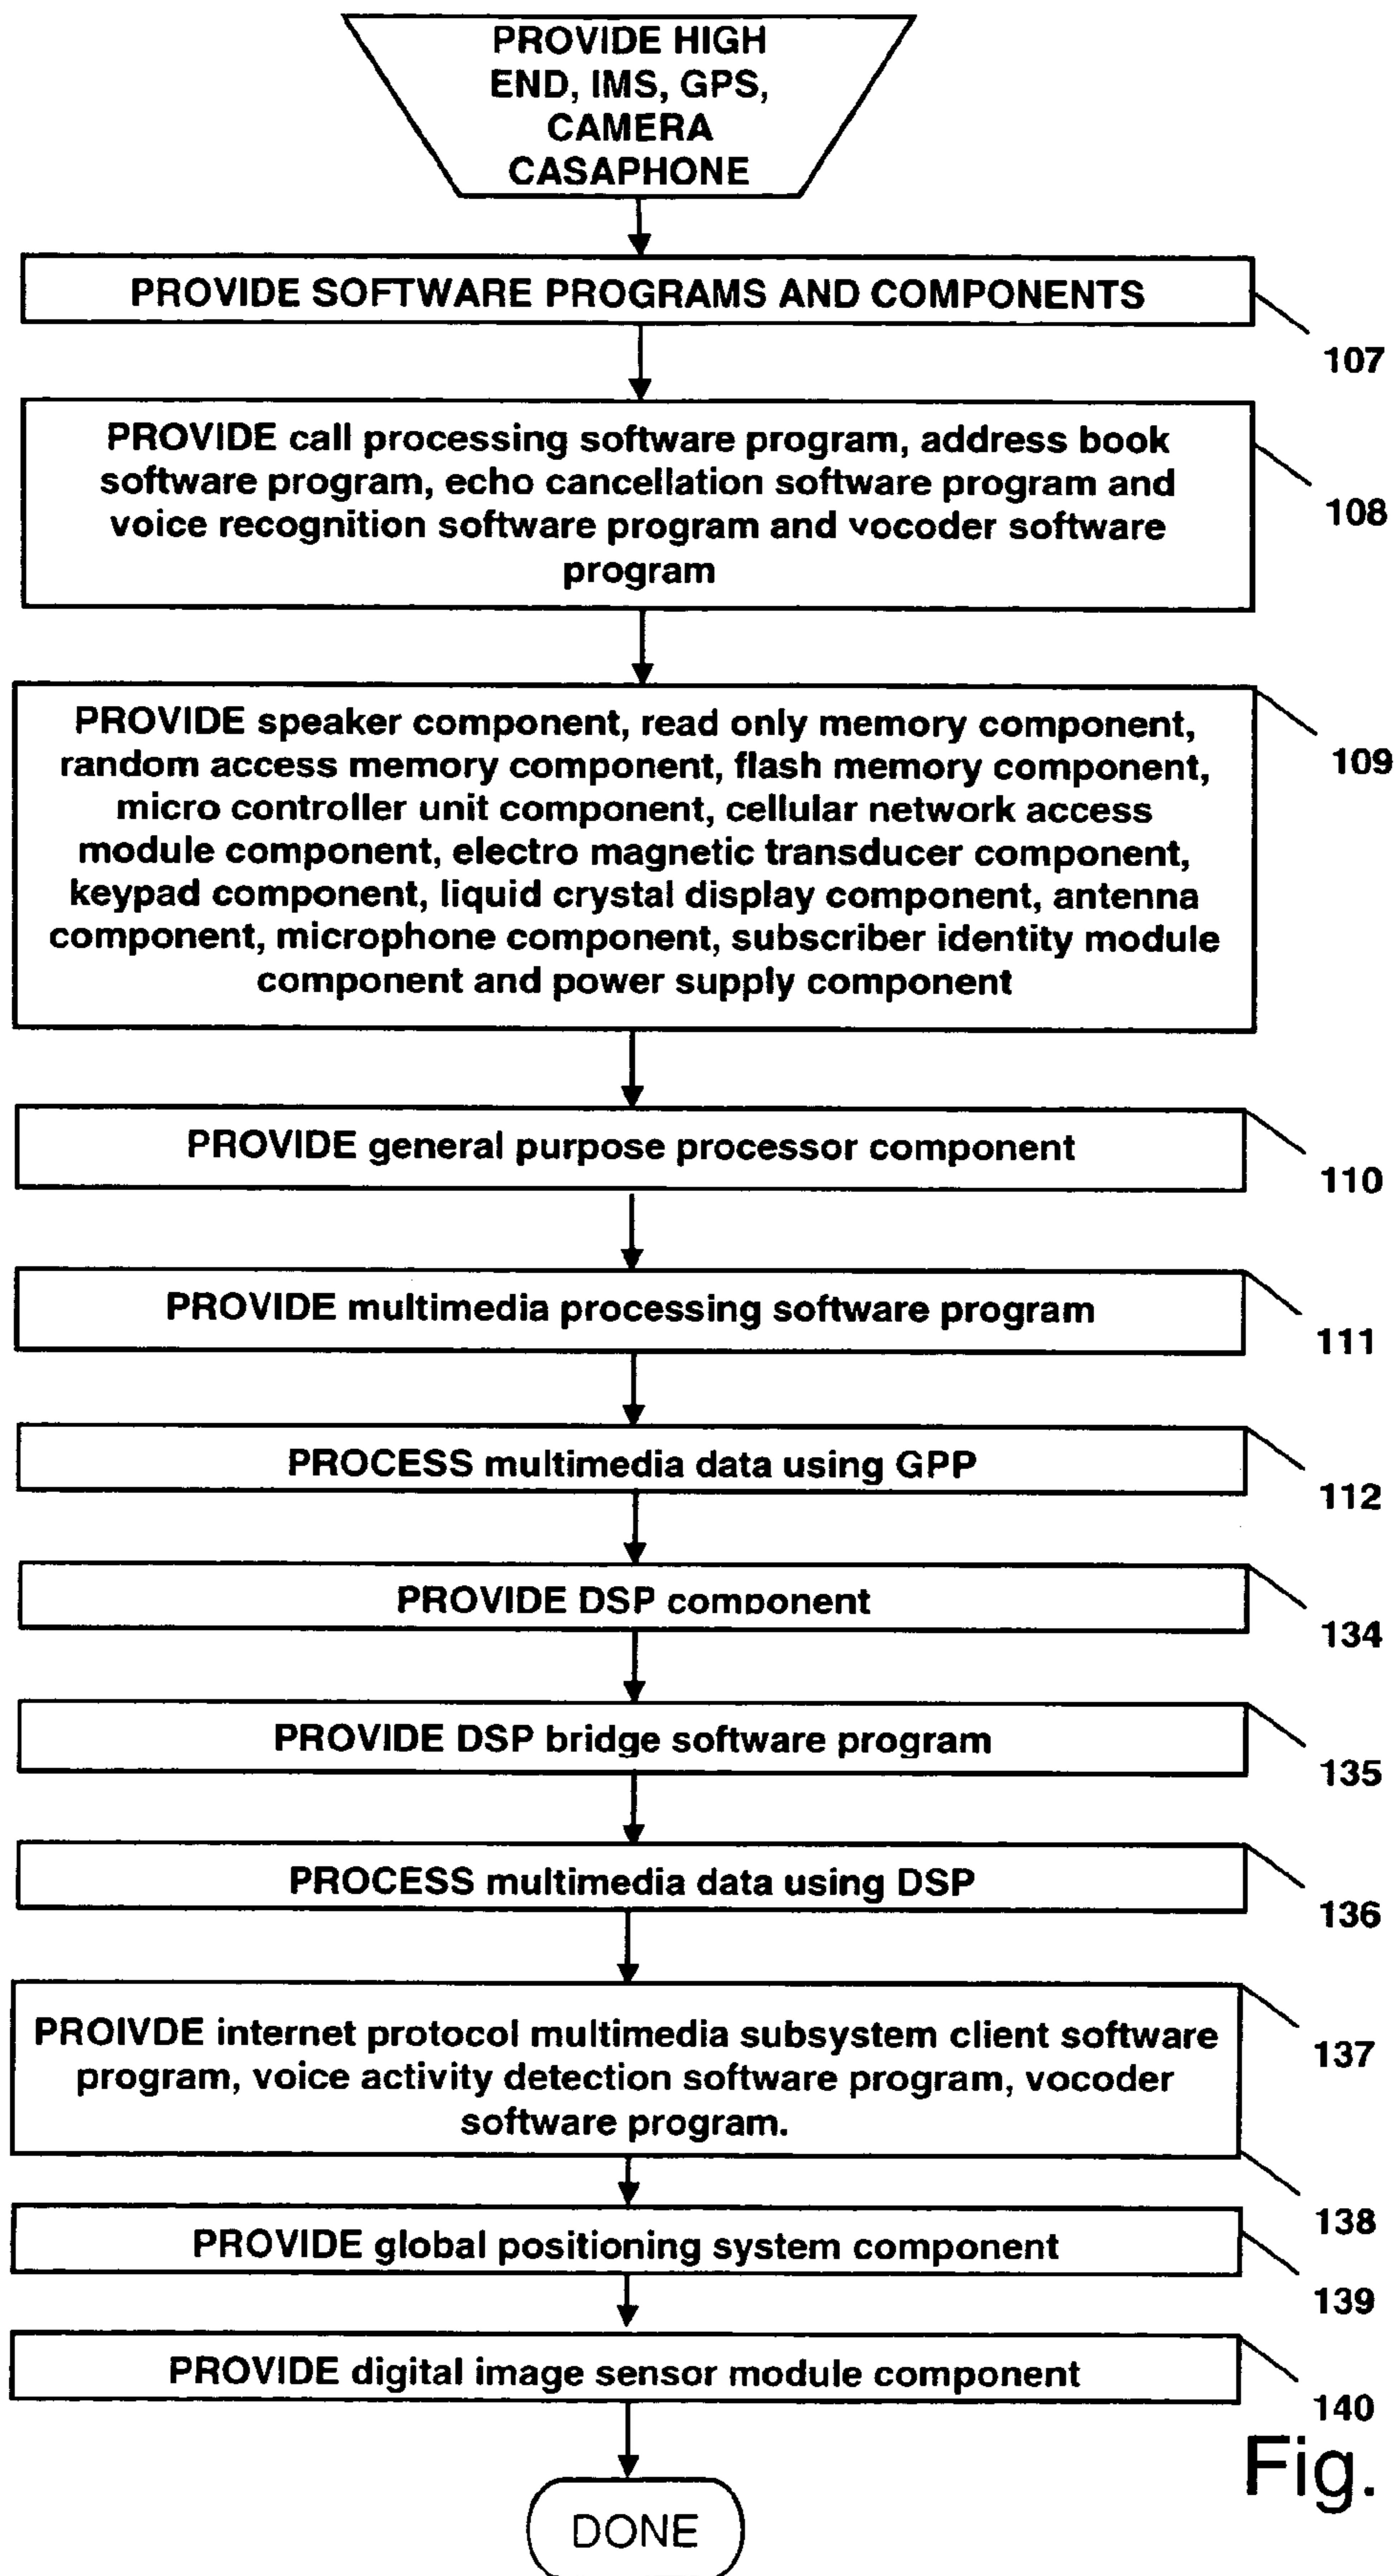 PROVIDE HIGH
END, IMS, GPS,
CAMERA
CASAPHONE
PROVIDE SOFTWARE PROGRAMS AND COMPONENTS
107
PROVIDE call processing software program, address book
software program, echo cancellation software program and
voice recognition software program and vocoder software
program
108
PROVIDE speaker component, read only memory component,
random access memory component, flash memory component,
micro controller unit component, cellular network access
module component, electro magnetic transducer component,
keypad component, liquid crystal display component, antenna
component, microphone component, subscriber identity module
component and power supply component
109
PROVIDE general purpose processor component
110
PROVIDE multimedia processing software program
111
PROCESS multimedia data using GPP
112
PROVIDE DSP component
134
PROVIDE DSP bridge software program
135
PROCESS multimedia data using DSP
136
PROIVDE internet protocol multimedia subsystem client software
program, voice activity detection software program, vocoder
software program.
137
138
PROVIDE global positioning system component
139
PROVIDE digital image sensor module component
140
Fig.
DONE